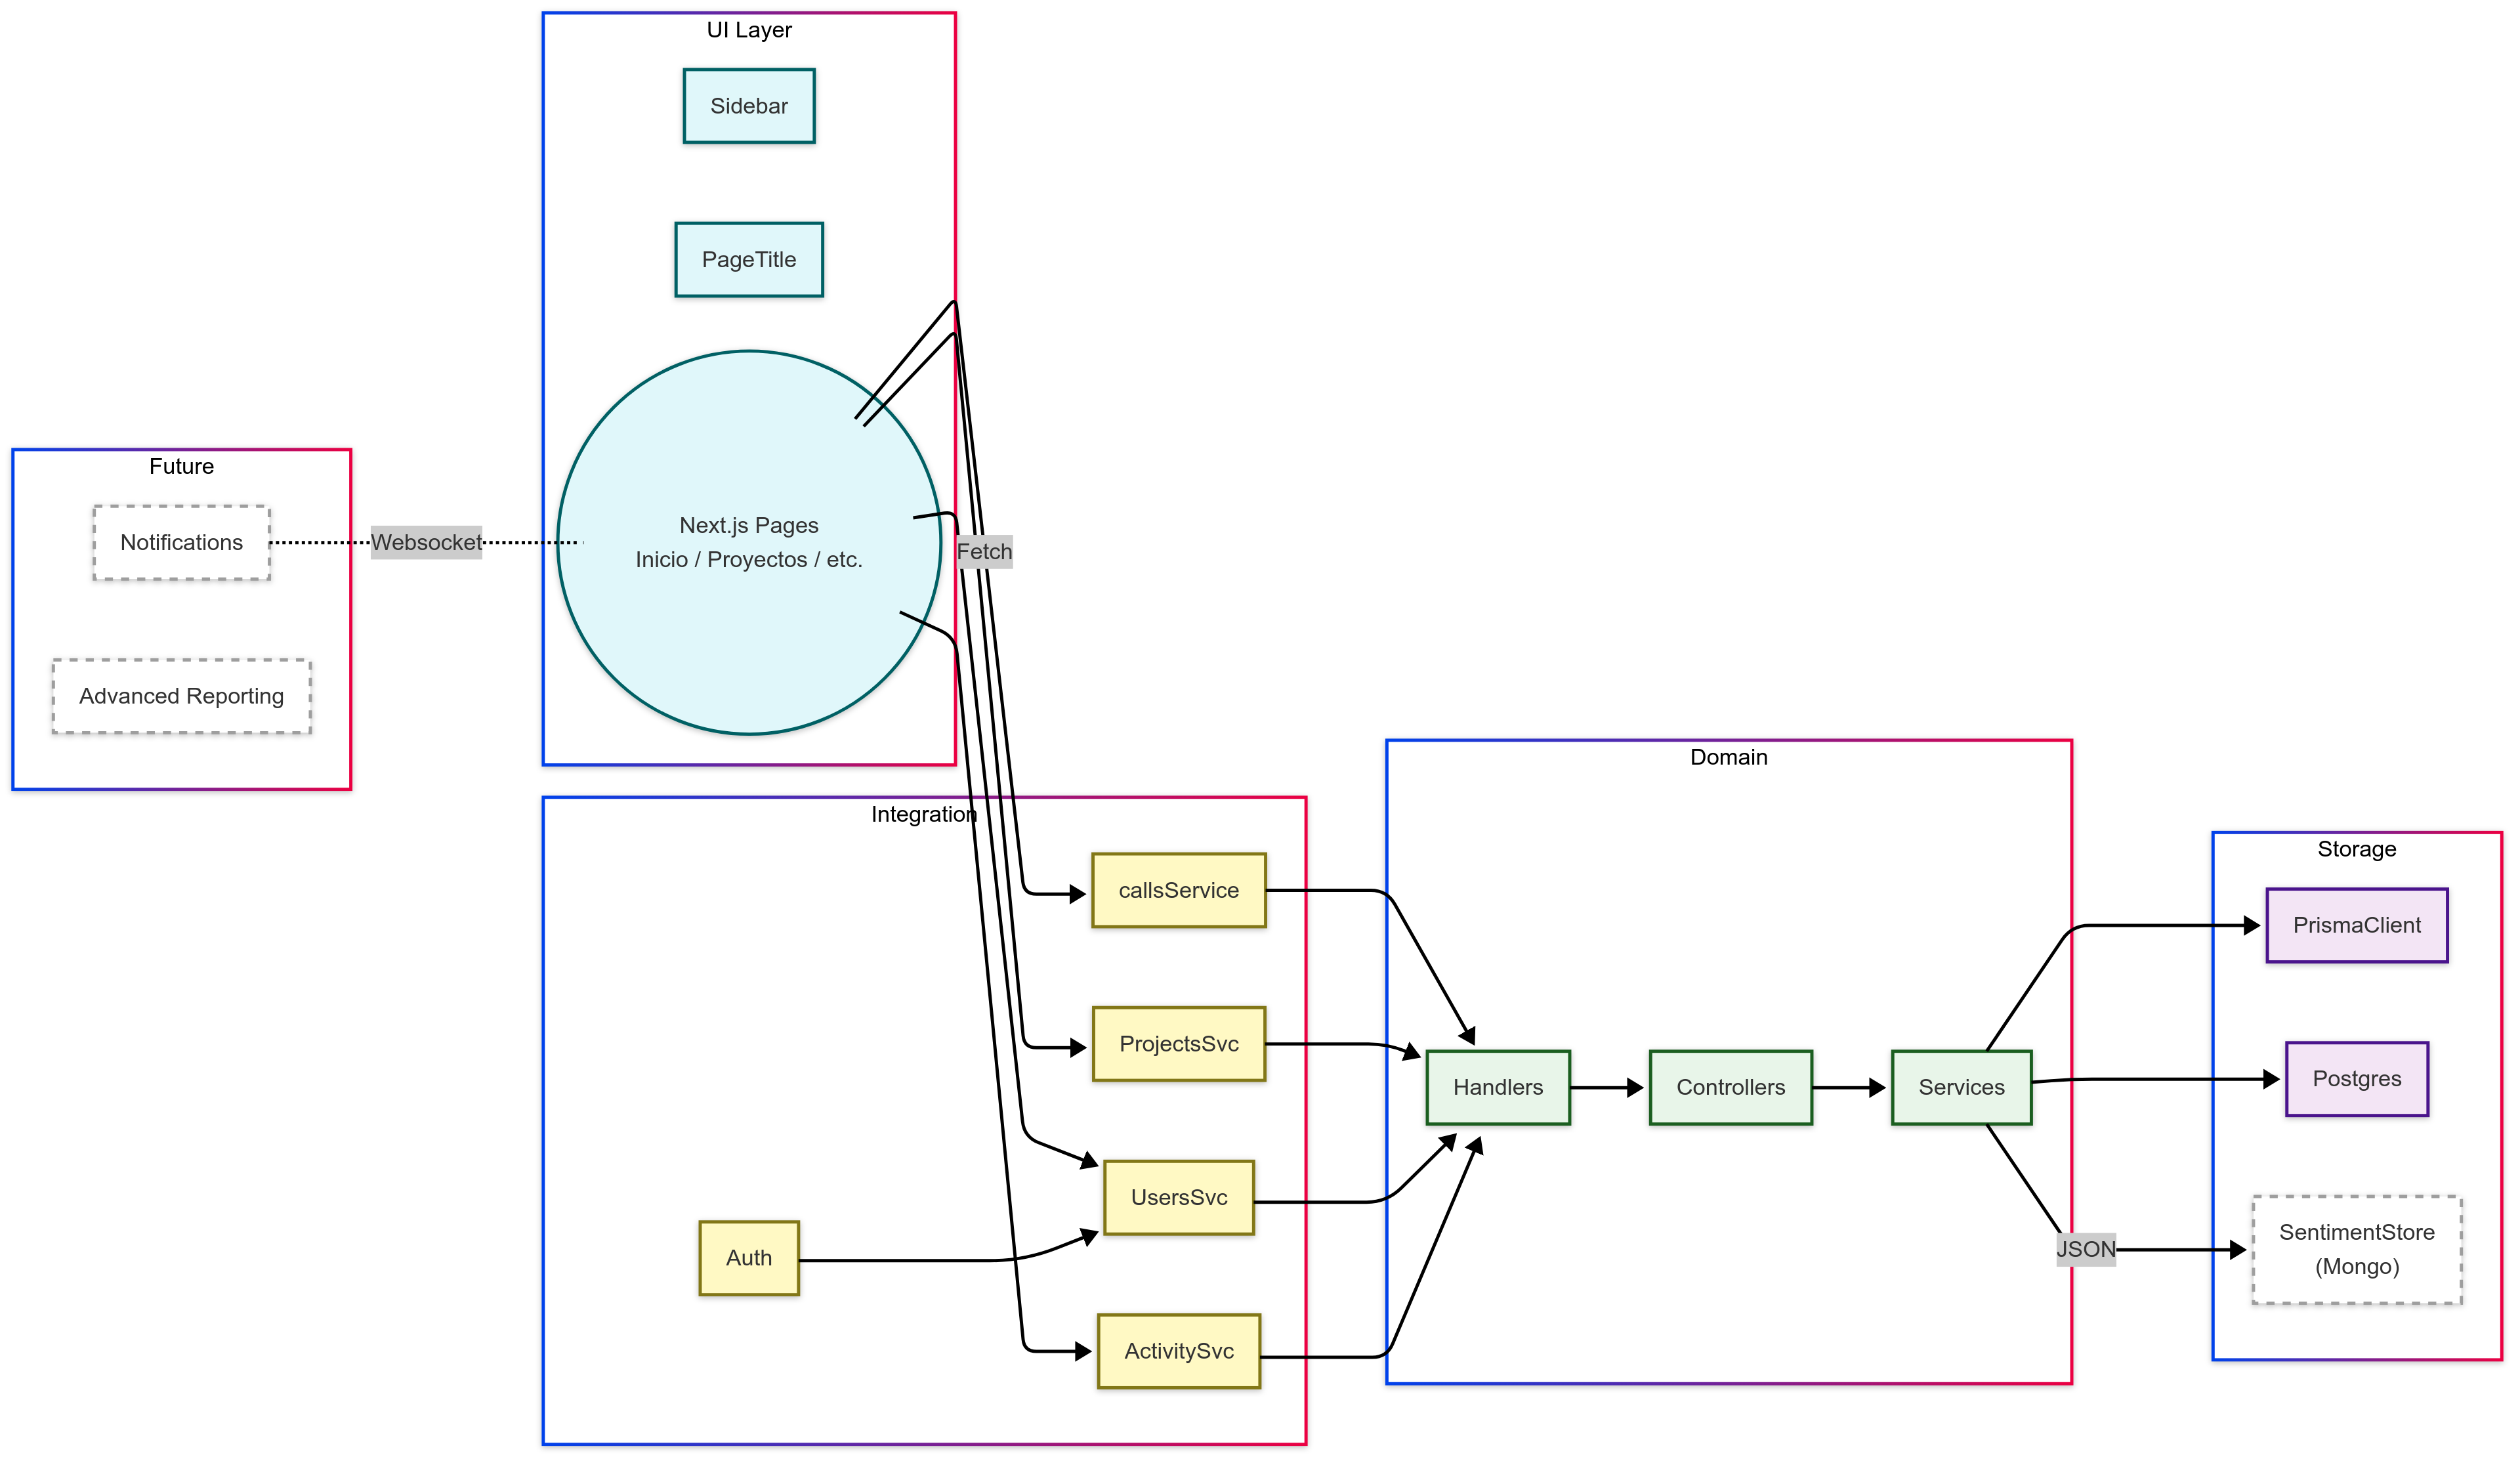 UI Layer
Sidebar
PageTitle
Next.js Pages
Inicio / Proyectos / etc.
Future
Notifications
Advanced Reporting
Websocket
Fetch
Integration
callsService
ProjectsSvc
UsersSvc
Auth
ActivitySvc
Domain
Handlers
Controllers
Services
JSON
Storage
PrismaClient
Postgres
SentimentStore
(Mongo)